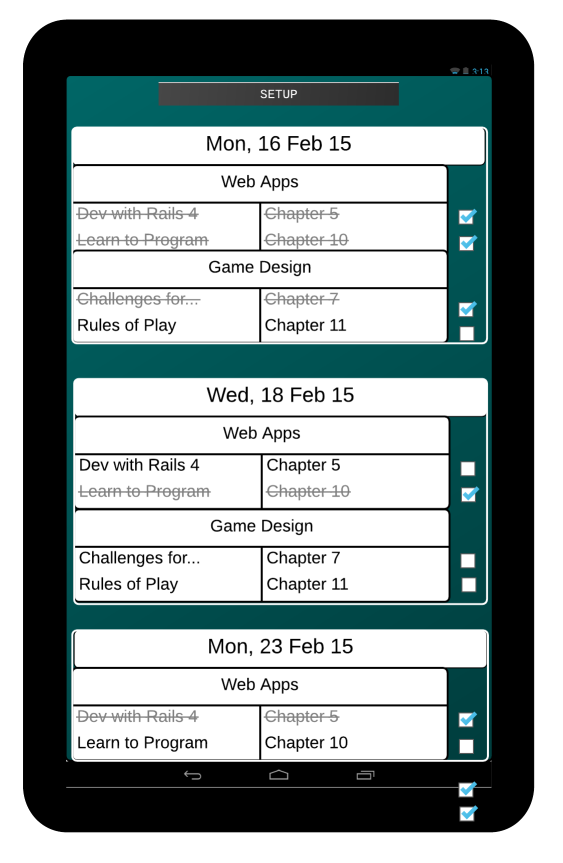 3:13
SETUP
Mon, 16 Feb 15
Web Apps
Dev with Rails 4 Chapter 5
Learn to Program Chapter 10
Game Design
Challenges for... Chapter 7
Rules of Play Chapter 11
Wed, 18 Feb 15
Web Apps
Dev with Rails 4 Chapter 5
Learn to Program Chapter 10
Game Design
Challenges for... Chapter 7
Rules of Play Chapter 11
Mon, 23 Feb 15
Web Apps
Dev with Rails 4 Chapter 5
Learn to Program Chapter 10